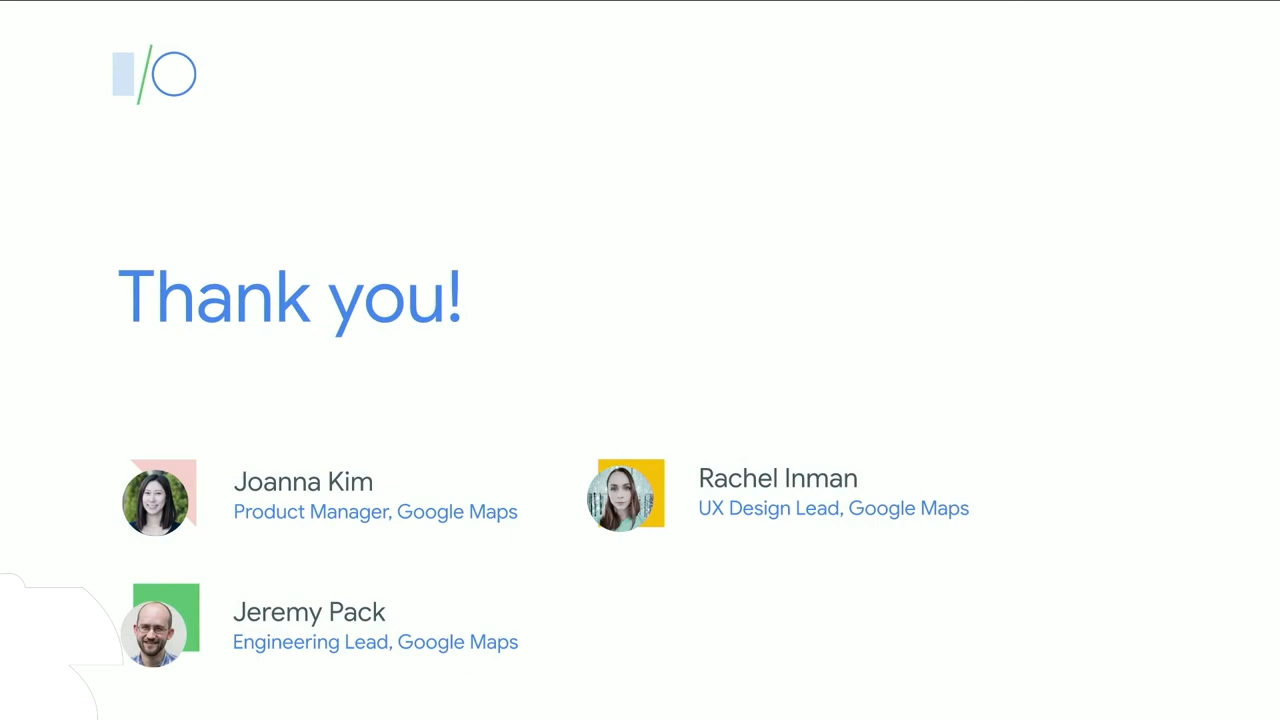 I/O
Thank you!
Joanna Kim
Product Manager, Google Maps
Rachel Inman
UX Design Lead, Google Maps
Jeremy Pack
Engineering Lead, Google Maps